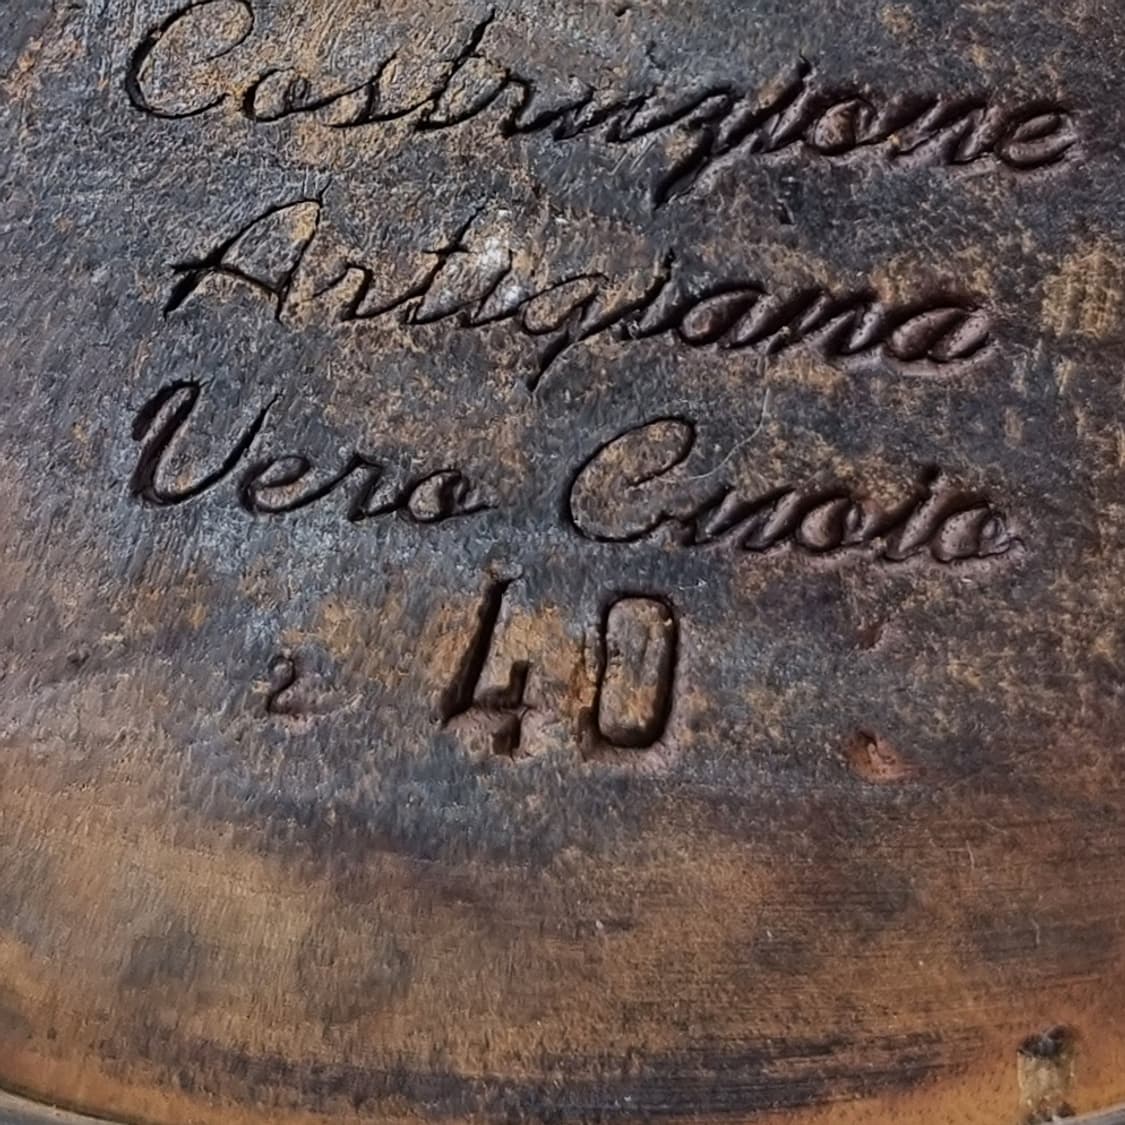 Costruzione
Artigiana
Vero Cuoio
2 40